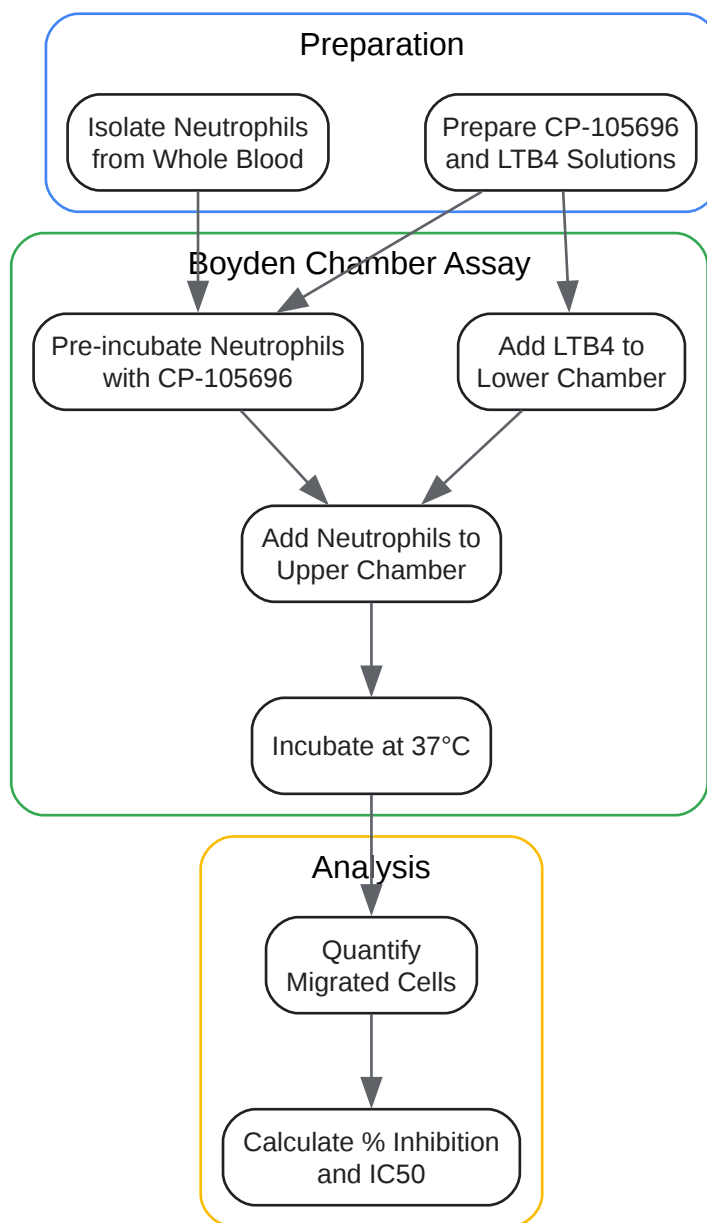 Preparation
Isolate Neutrophils
from Whole Blood
Prepare CP-105696
and LTB4 Solutions
Boyden Chamber Assay
Pre-incubate Neutrophils
with CP-105696
Add LTB4 to
Lower Chamber
Add Neutrophils to
Upper Chamber
Incubate at 37°C
Analysis
Quantify
Migrated Cells
Calculate % Inhibition
and IC50